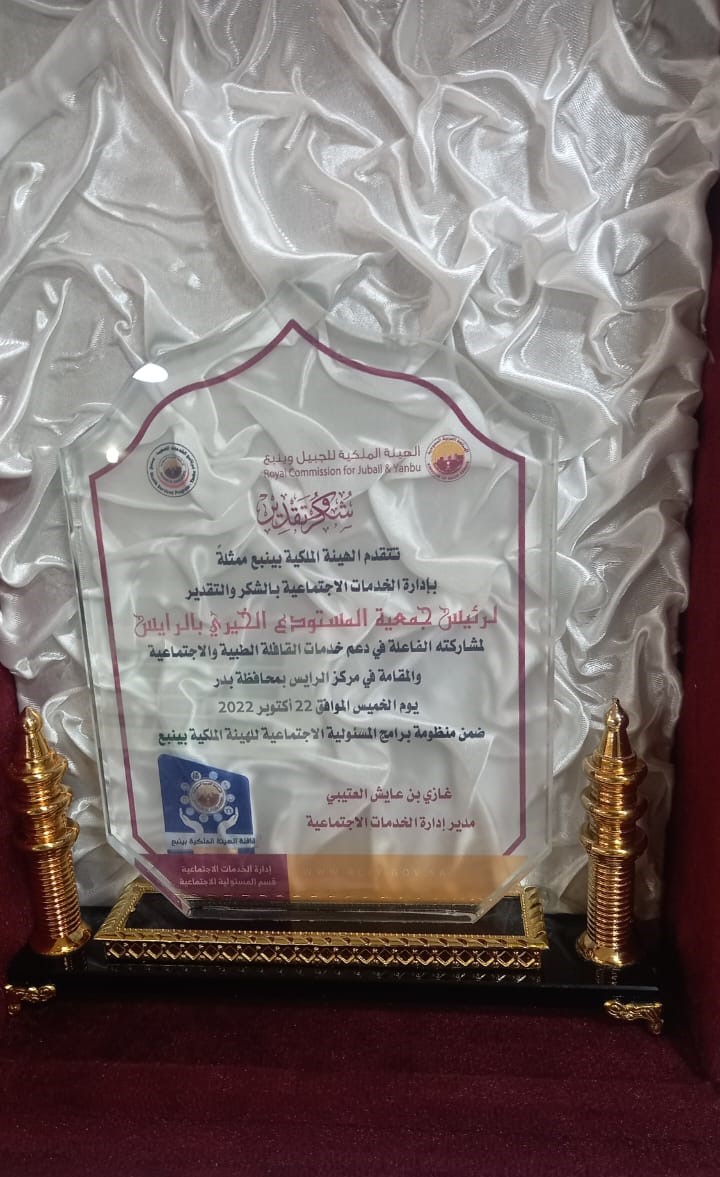 الهيئة الملكية للجبيل وينبع
Royal Commission for Jubail & Yanbu
شكر وتقدير
تتقدم الهيئة الملكية بينبع ممثلةً
بإدارة الخدمات الاجتماعية بالشكر والتقدير
لرئيس جمعية المستودع الخيري بالرايس
لمشاركته الفاعلة في دعم خدمات القافلة الطبية والاجتماعية
والمقامة في مركز الرايس بمحافظة بدر
يوم الخميس الموافق 22 أكتوبر 2022
ضمن منظومة برامج المسئولية الاجتماعية للهيئة الملكية بينبع
غازي بن عايش العتيبي
مدير إدارة الخدمات الاجتماعية
قافلة الهيئة الملكية بينبع
إدارة الخدمات الاجتماعية
قسم المسئولية الاجتماعية